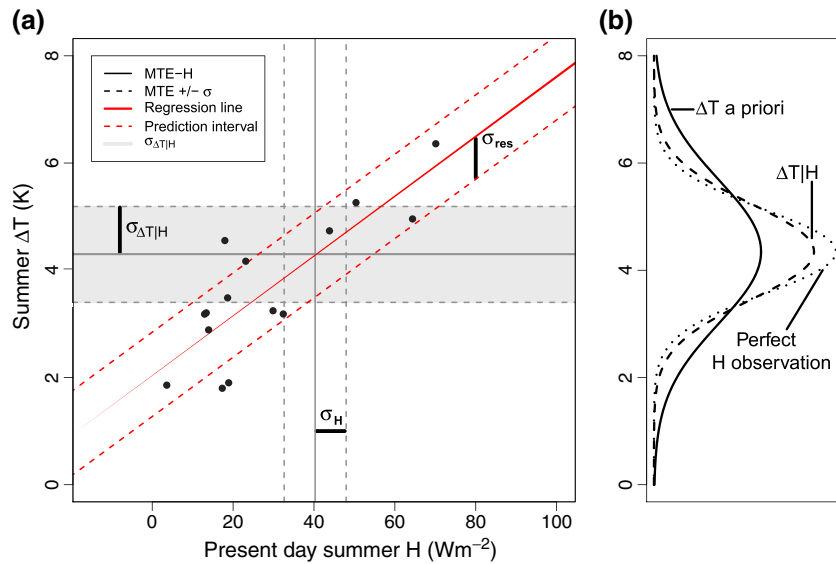 (a)
MTE−H
MTE +/− σ
Regression line
Prediction interval
σΔT|H
σres
σΔT|H
σH
Summer ΔT (K)
0
2
4
6
8
0
20
40
60
80
100
Present day summer H (Wm−2)
(b)
ΔT a priori
ΔT|H
Perfect
H observation
0
2
4
6
8